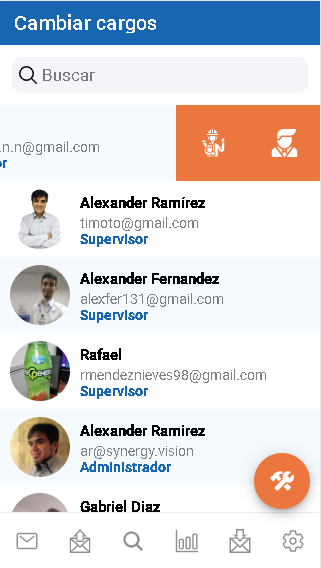 Cambiar cargos
Buscar
.n.n@gmail.com
or
Alexander Ramírez
timoto@gmail.com
Supervisor
Alexander Fernandez
alexfer131@gmail.com
Supervisor
Rafael
rmendeznieves98@gmail.com
Supervisor
Alexander Ramirez
ar@synergy.vision
Administrador
Gabriel Diaz